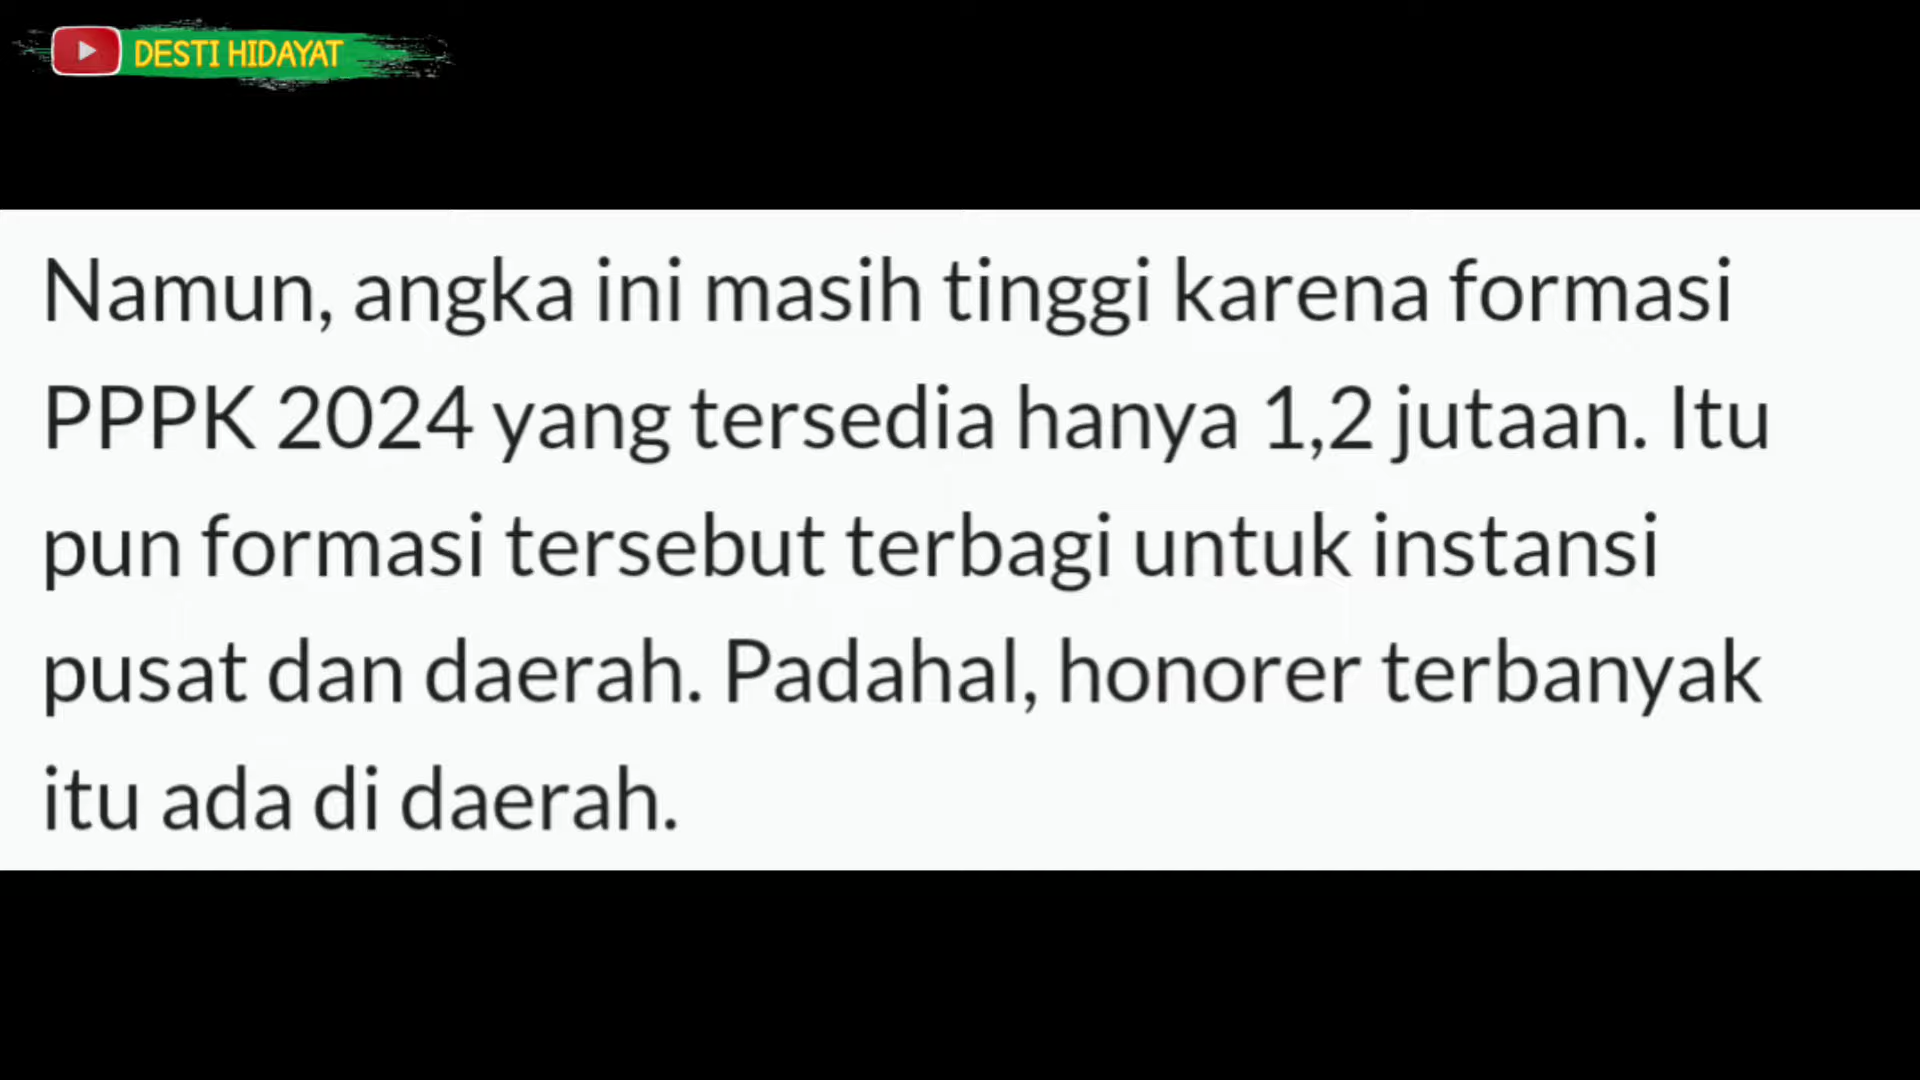 DESTI HIDAYAT
Namun, angka ini masih tinggi karena formasi
PPPK 2024 yang tersedia hanya 1,2 jutaan. Itu
pun formasi tersebut terbagi untuk instansi
pusat dan daerah. Padahal, honorer terbanyak
itu ada di daerah.